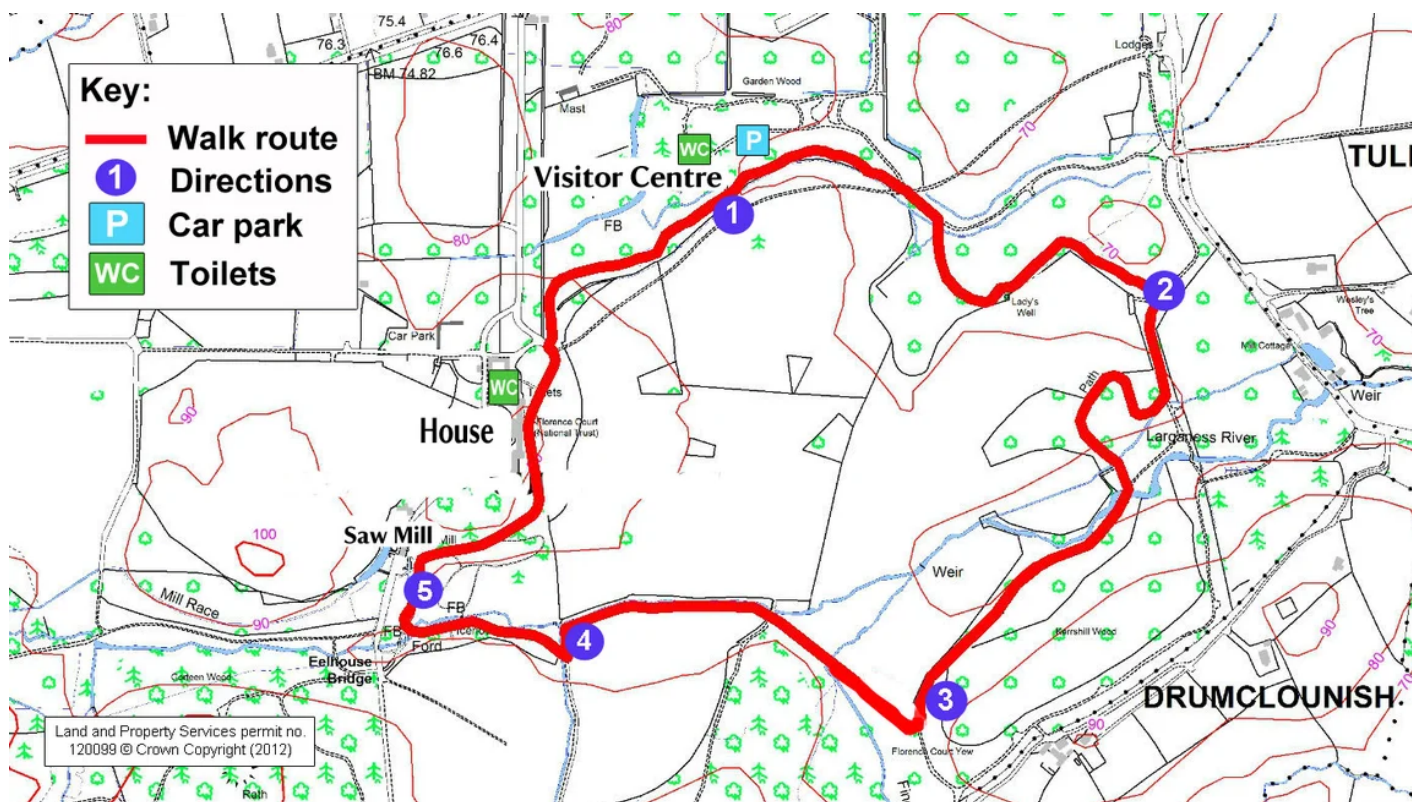 75.4
76.3
76.6
76.4
BM 74.82
80
Key:
Walk route
1
Directions
P
Car park
WC
Toilets
Mast
Garden Wood
Lodges
WC
P
Visitor Centre
1
FB
70
80
70
2
Lady's
Well
Wesley's
Tree
Mill Cottage
70
Weir
Car Park
WC
House
Florence Court
(National Trust)
90
Path
Larganess River
100
Saw Mill
5
Mill Race
90
FB
FB
Ford
4
Eelhouse
Bridge
Weir
Kerrshill Wood
90
80
70
3
DRUMCLOUNISH
90
Florence Court Yew
Land and Property Services permit no.
120099 © Crown Copyright (2012)
Rath